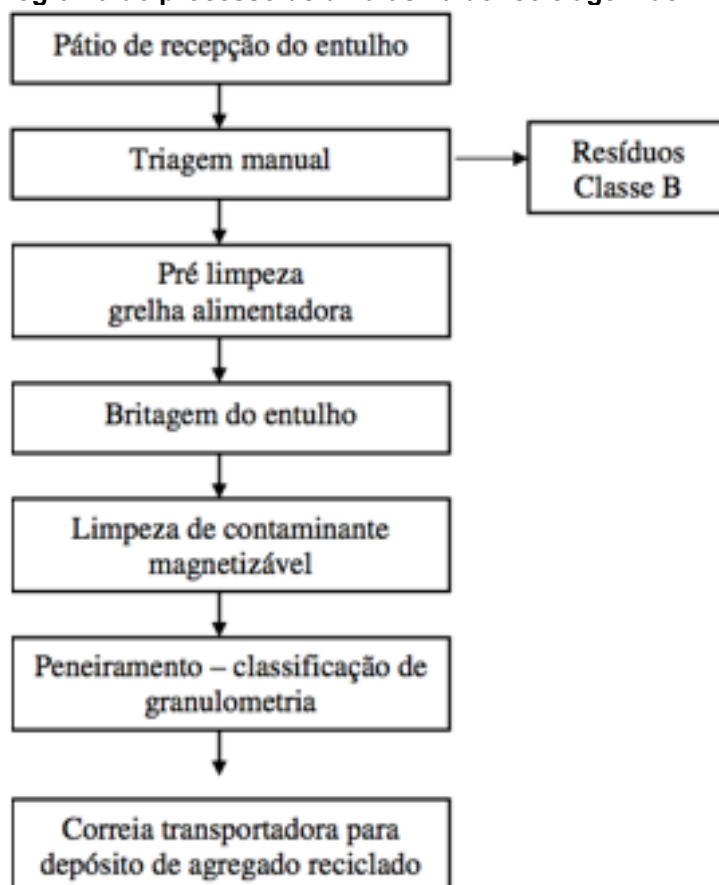 Pátio de recepção do entulho
Triagem manual
Resíduos
Classe B
Pré limpeza
grelha alimentadora
Britagem do entulho
Limpeza de contaminante
magnetizável
Peneiramento – classificação de
granulometria
Correia transportadora para
depósito de agregado reciclado